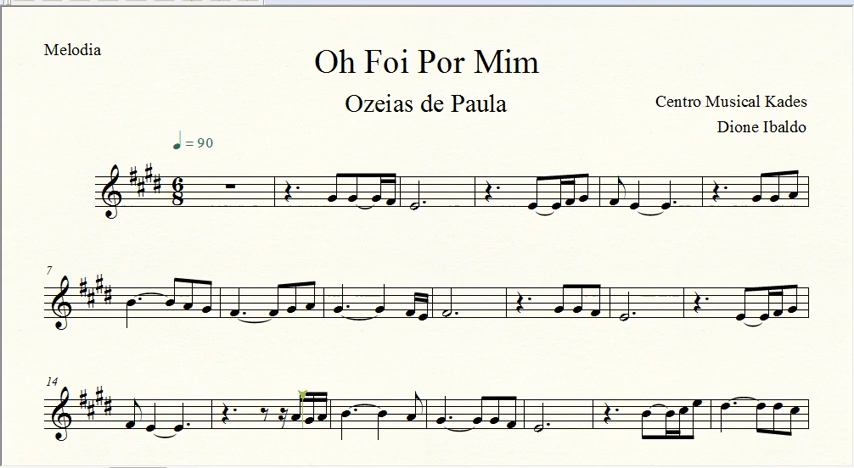 Melodia
Oh Foi Por Mim
Ozeias de Paula
Centro Musical Kades
Dione Ibaldo
♩ = 90
6
8
7
14